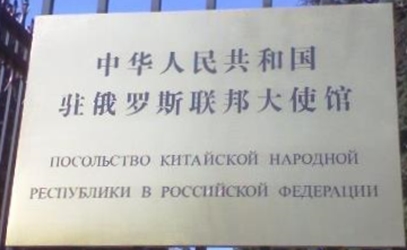 中华人民共和国
驻俄罗斯联邦大使馆
ПОСОЛЬСТВО КИТАЙСКОЙ НАРОДНОЙ
РЕСПУБЛИКИ В РОССИЙСКОЙ ФЕДЕРАЦИИ